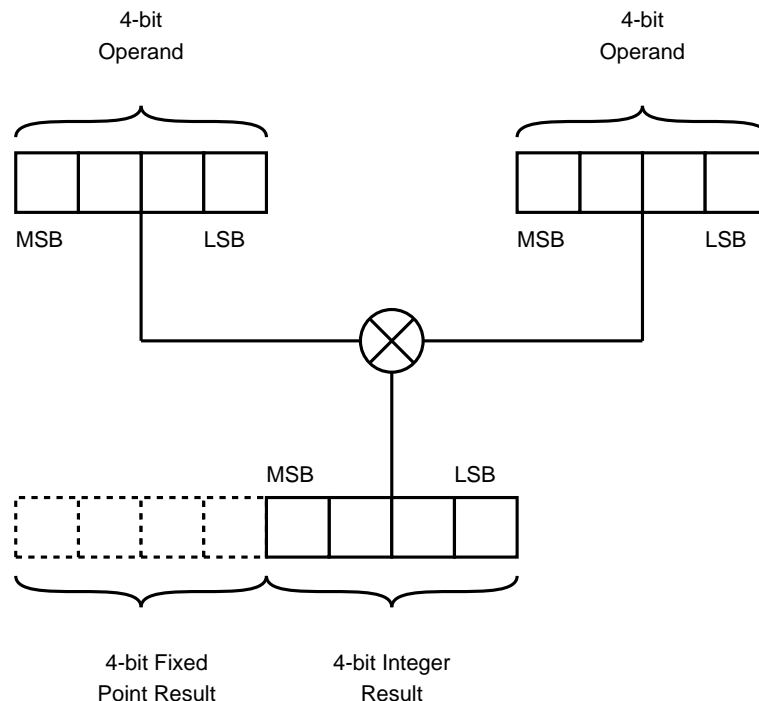 4-bit
Operand
4-bit
Operand
MSB
LSB
MSB
LSB
MSB
LSB
4-bit Fixed
Point Result
4-bit Integer
Result